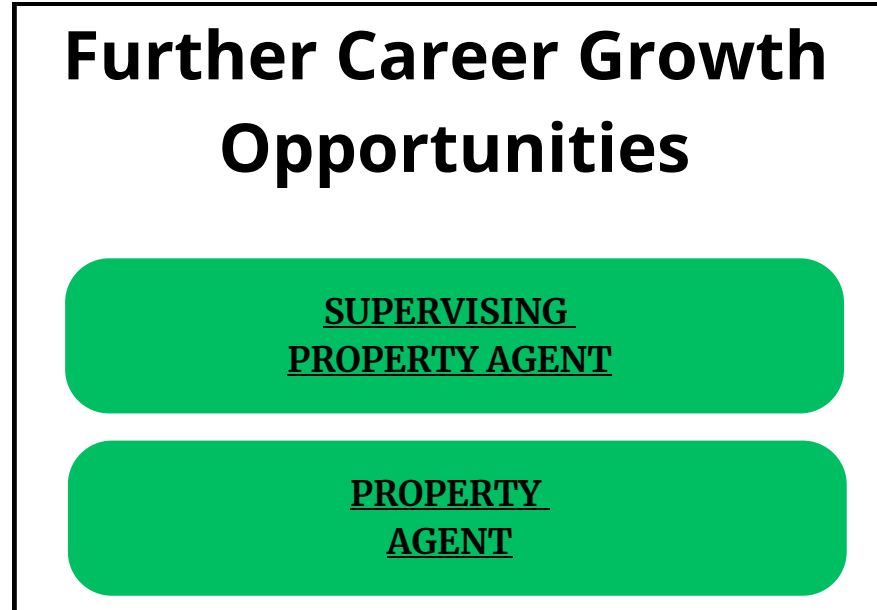 Further Career Growth
Opportunities
SUPERVISING
PROPERTY AGENT
PROPERTY
AGENT